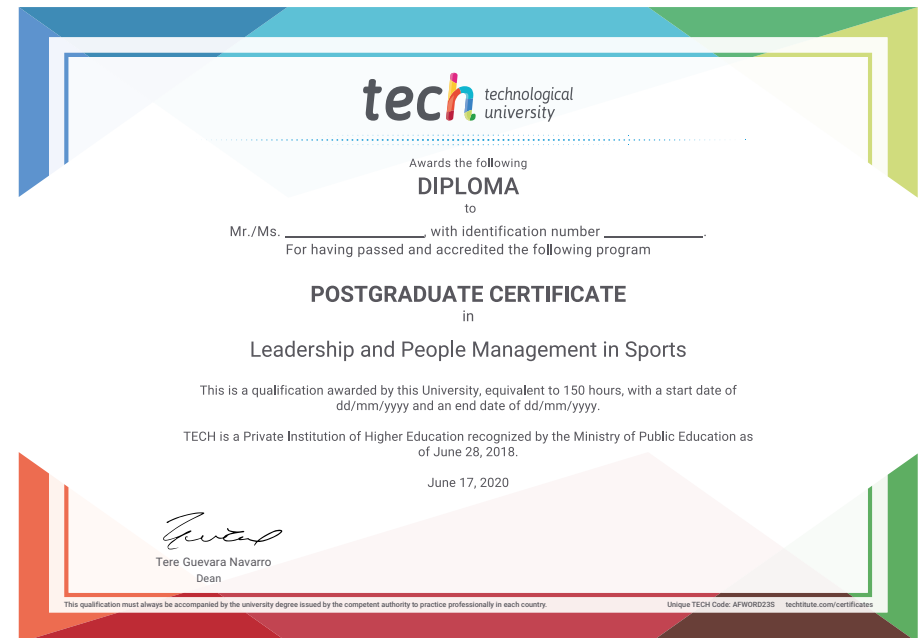 tech technological
university
Awards the following
DIPLOMA
to
Mr./Ms. ____________________, with identification number ______________.
For having passed and accredited the following program
POSTGRADUATE CERTIFICATE
in
Leadership and People Management in Sports
This is a qualification awarded by this University, equivalent to 150 hours, with a start date of
dd/mm/yyyy and an end date of dd/mm/yyyy.
TECH is a Private Institution of Higher Education recognized by the Ministry of Public Education as
of June 28, 2018.
June 17, 2020
Tere Guevara Navarro
Dean
This qualification must always be accompanied by the university degree issued by the competent authority to practice professionally in each country. Unique TECH Code: AFWORD23S techtitute.com/certificates